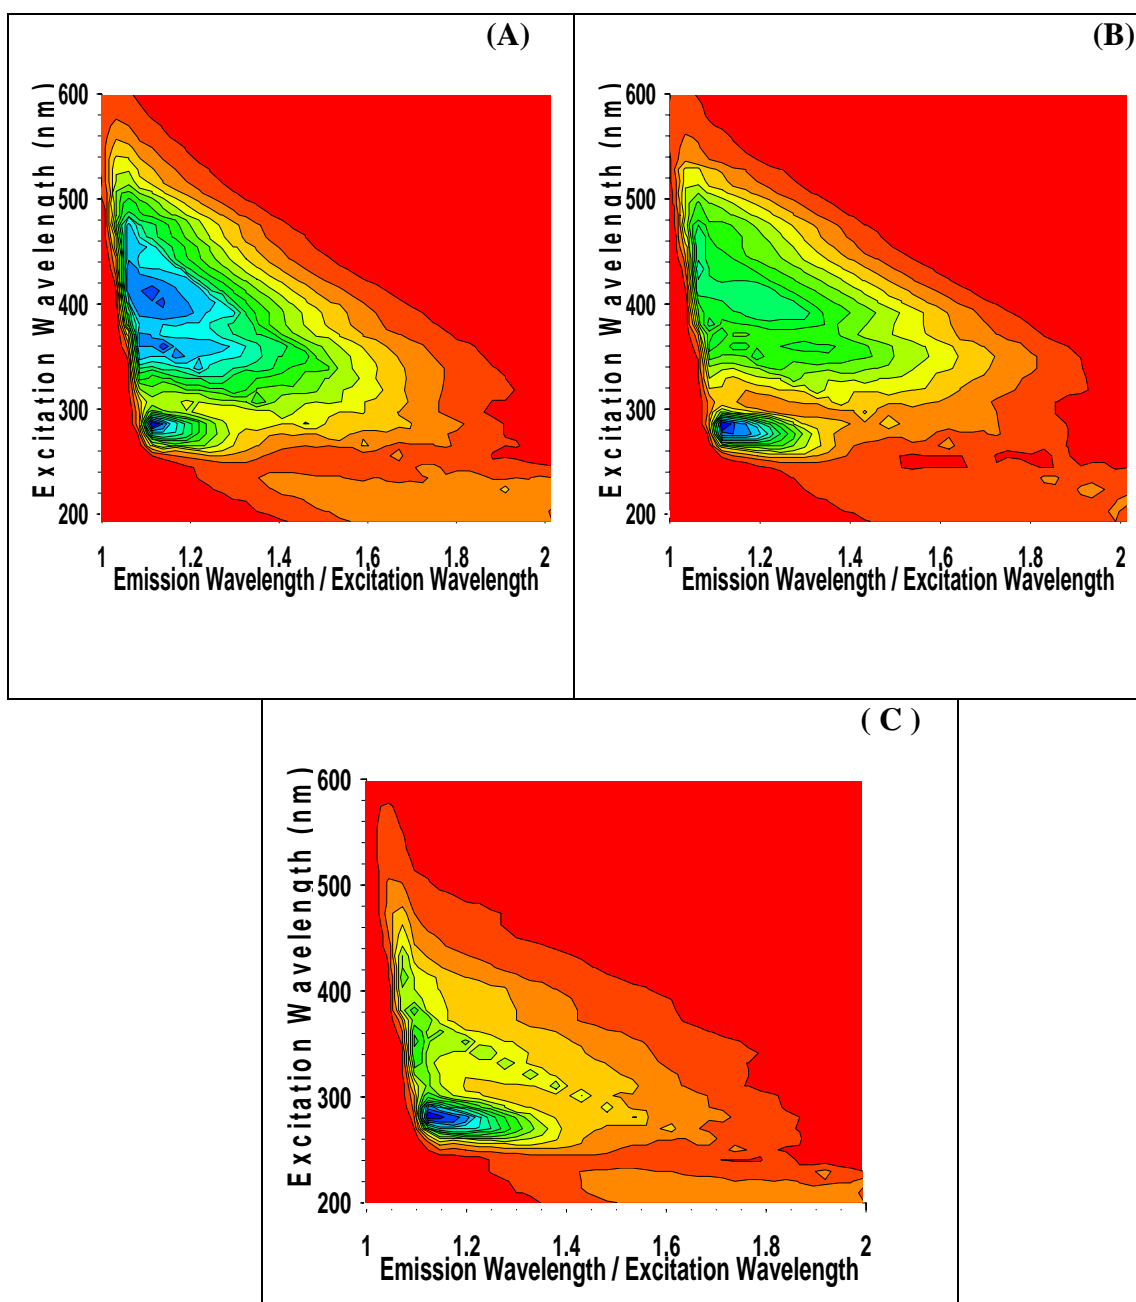 (A)
Excitation Wavelength (nm)
600
500
400
300
200
1 1.2 1.4 1.6 1.8 2
Emission Wavelength / Excitation Wavelength
(B)
Excitation Wavelength (nm)
600
500
400
300
200
1 1.2 1.4 1.6 1.8 2
Emission Wavelength / Excitation Wavelength
( C )
Excitation Wavelength (nm)
600
500
400
300
200
1 1.2 1.4 1.6 1.8 2
Emission Wavelength / Excitation Wavelength